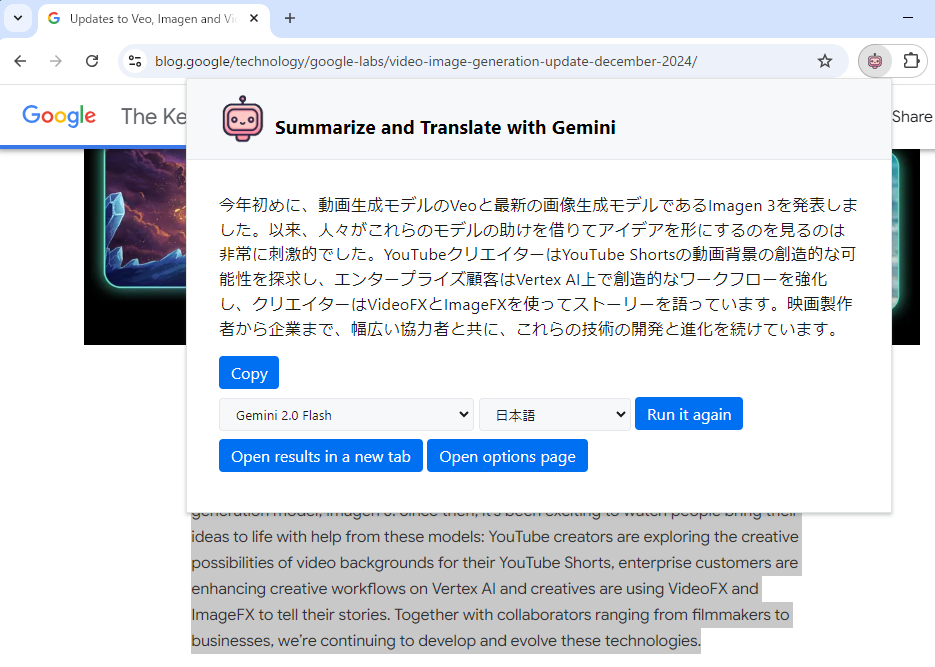 Updates to Veo, Imagen and Vi
blog.google/technology/google-labs/video-image-generation-update-december-2024/
Google The Ke
Share
Summarize and Translate with Gemini
今年初めに、動画生成モデルのVeoと最新の画像生成モデルであるImagen 3を発表しま
した。以来、人々がこれらのモデルの助けを借りてアイデアを形にするのを見るのは
非常に刺激的でした。YouTubeクリエイターはYouTube Shortsの動画背景の創造的な可
能性を探求し、エンタープライズ顧客はVertex AI上で創造的なワークフローを強化
し、クリエイターはVideoFXとImageFXを使ってストーリーを語っています。映画製作
者から企業まで、幅広い協力者と共に、これらの技術の開発と進化を続けています。
Copy
Gemini 2.0 Flash 日本語 Run it again
Open results in a new tab Open options page
generation model, Imagen 3. Since then, it's been exciting to watch people bring their
ideas to life with help from these models: YouTube creators are exploring the creative
possibilities of video backgrounds for their YouTube Shorts, enterprise customers are
enhancing creative workflows on Vertex AI and creatives are using VideoFX and
ImageFX to tell their stories. Together with collaborators ranging from filmmakers to
businesses, we're continuing to develop and evolve these technologies.